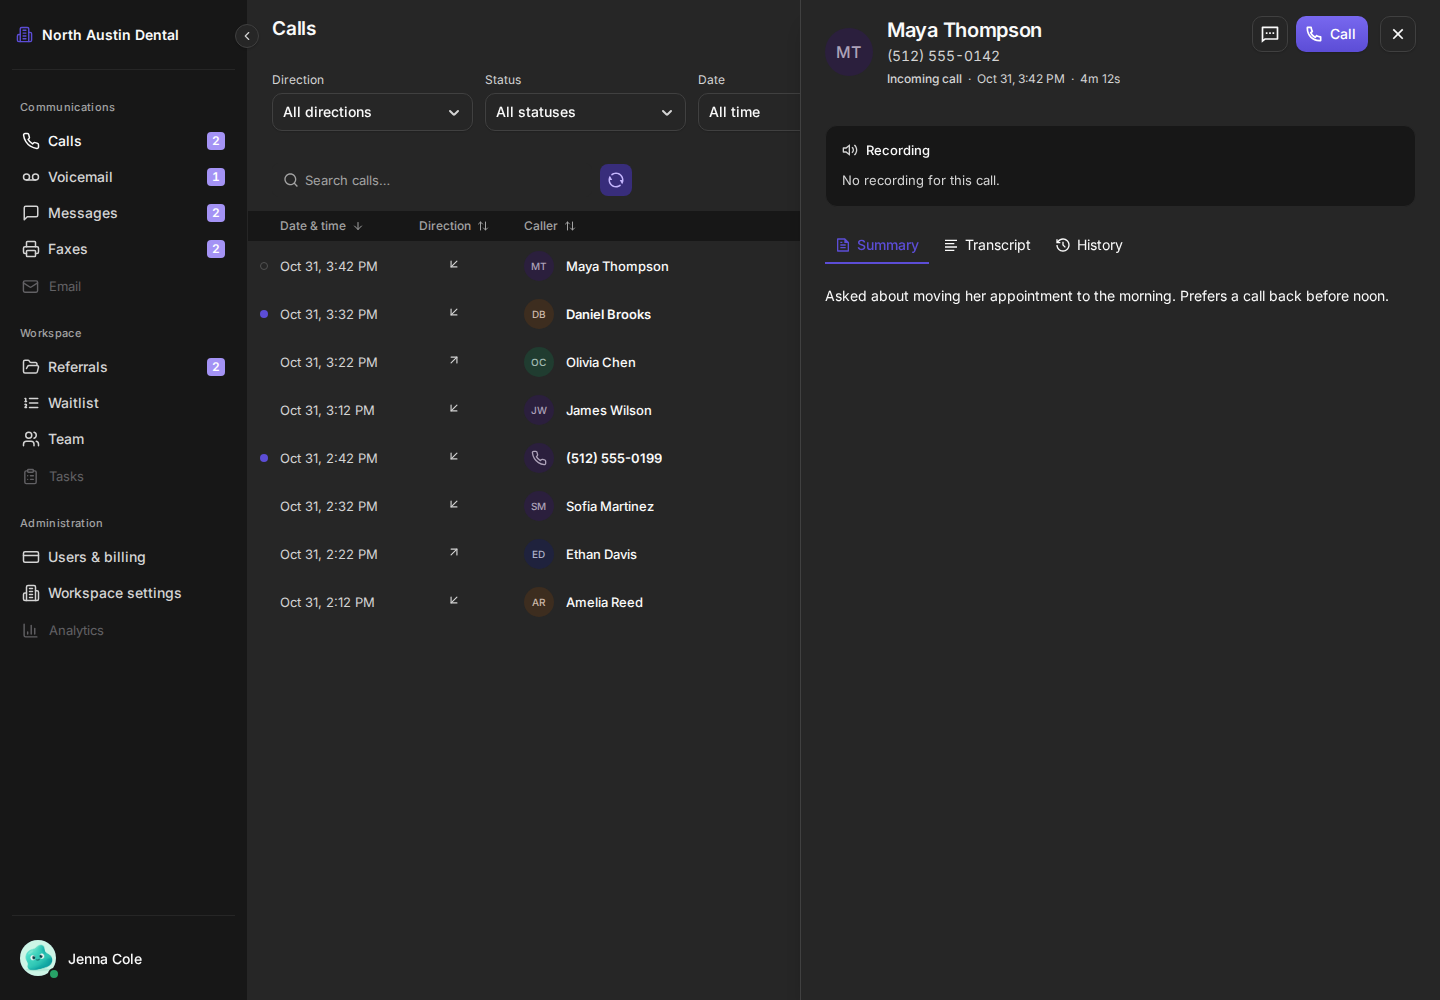 North Austin Dental
Communications
Calls 2
Voicemail 1
Messages 2
Faxes 2
Email
Workspace
Referrals 2
Waitlist
Team
Tasks
Administration
Users & billing
Workspace settings
Analytics
Jenna Cole
Calls
Direction Status Date
All directions All statuses All time
Search calls...
Date & time Direction Caller
Oct 31, 3:42 PM MT Maya Thompson
Oct 31, 3:32 PM DB Daniel Brooks
Oct 31, 3:22 PM OC Olivia Chen
Oct 31, 3:12 PM JW James Wilson
Oct 31, 2:42 PM (512) 555-0199
Oct 31, 2:32 PM SM Sofia Martinez
Oct 31, 2:22 PM ED Ethan Davis
Oct 31, 2:12 PM AR Amelia Reed
MT
Maya Thompson
(512) 555-0142
Incoming call · Oct 31, 3:42 PM · 4m 12s
Call
Recording
No recording for this call.
Summary Transcript History
Asked about moving her appointment to the morning. Prefers a call back before noon.